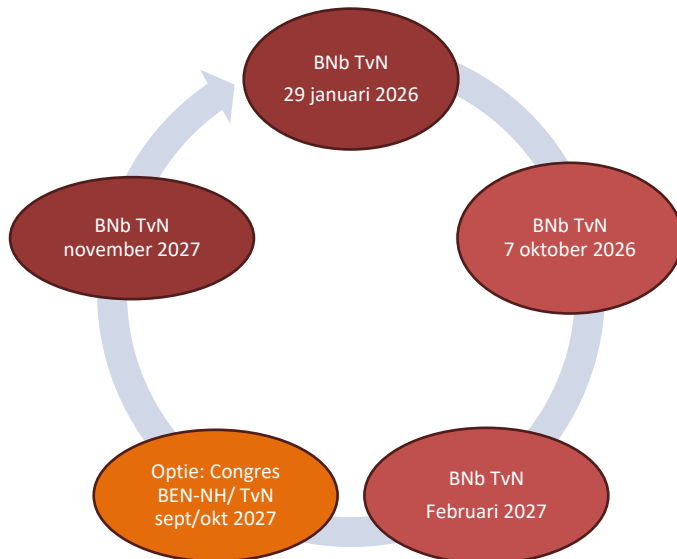 BNb TvN
29 januari 2026
BNb TvN
7 oktober 2026
BNb TvN
Februari 2027
Optie: Congres
BEN-NH/ TvN
sept/okt 2027
BNb TvN
november 2027